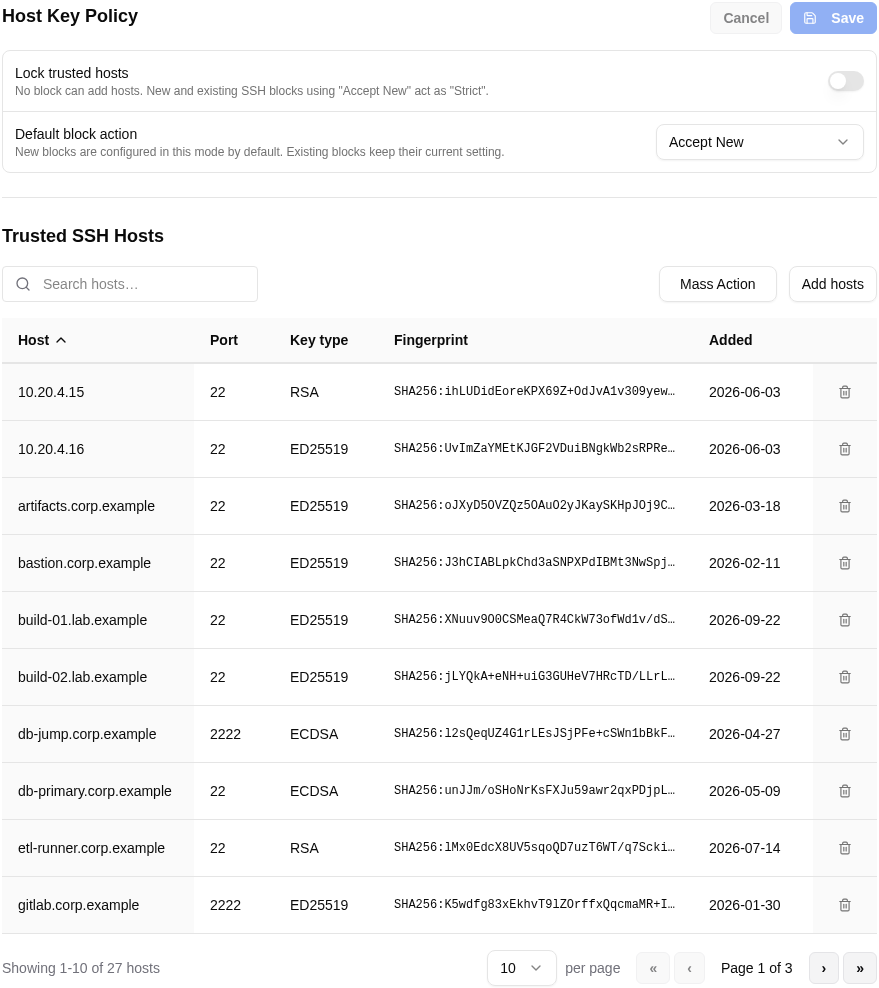 Host Key Policy
Cancel
Save
Lock trusted hosts
No block can add hosts. New and existing SSH blocks using "Accept New" act as "Strict".
Default block action
New blocks are configured in this mode by default. Existing blocks keep their current setting.
Accept New
Trusted SSH Hosts
Search hosts…
Mass Action
Add hosts
Host Port Key type Fingerprint Added
10.20.4.15 22 RSA SHA256:ihLUDidEoreKPX69Z+OdJvA1v309yew… 2026-06-03
10.20.4.16 22 ED25519 SHA256:UvImZaYMEtKJGF2VDuiBNgkWb2sRPRe… 2026-06-03
artifacts.corp.example 22 ED25519 SHA256:oJXyD5OVZQz5OAuO2yJKaySKHpJOj9C… 2026-03-18
bastion.corp.example 22 ED25519 SHA256:J3hCIABLpkChd3aSNPXPdIBMt3NwSpj… 2026-02-11
build-01.lab.example 22 ED25519 SHA256:XNuuv9O0CSMeaQ7R4CkW73ofWd1v/dS… 2026-09-22
build-02.lab.example 22 ED25519 SHA256:jLYQkA+eNH+uiG3GUHeV7HRcTD/LLrL… 2026-09-22
db-jump.corp.example 2222 ECDSA SHA256:l2sQeqUZ4G1rLEsJSjPFe+cSWn1bBkF… 2026-04-27
db-primary.corp.example 22 ECDSA SHA256:unJJm/oSHoNrKsFXJu59awr2qxPDjpL… 2026-05-09
etl-runner.corp.example 22 RSA SHA256:lMx0EdcX8UV5sqoQD7uzT6WT/q7Scki… 2026-07-14
gitlab.corp.example 2222 ED25519 SHA256:K5wdfg83xEkhvT9lZOrffxQqcmaMR+I… 2026-01-30
Showing 1-10 of 27 hosts
10 per page « ‹ Page 1 of 3 › »